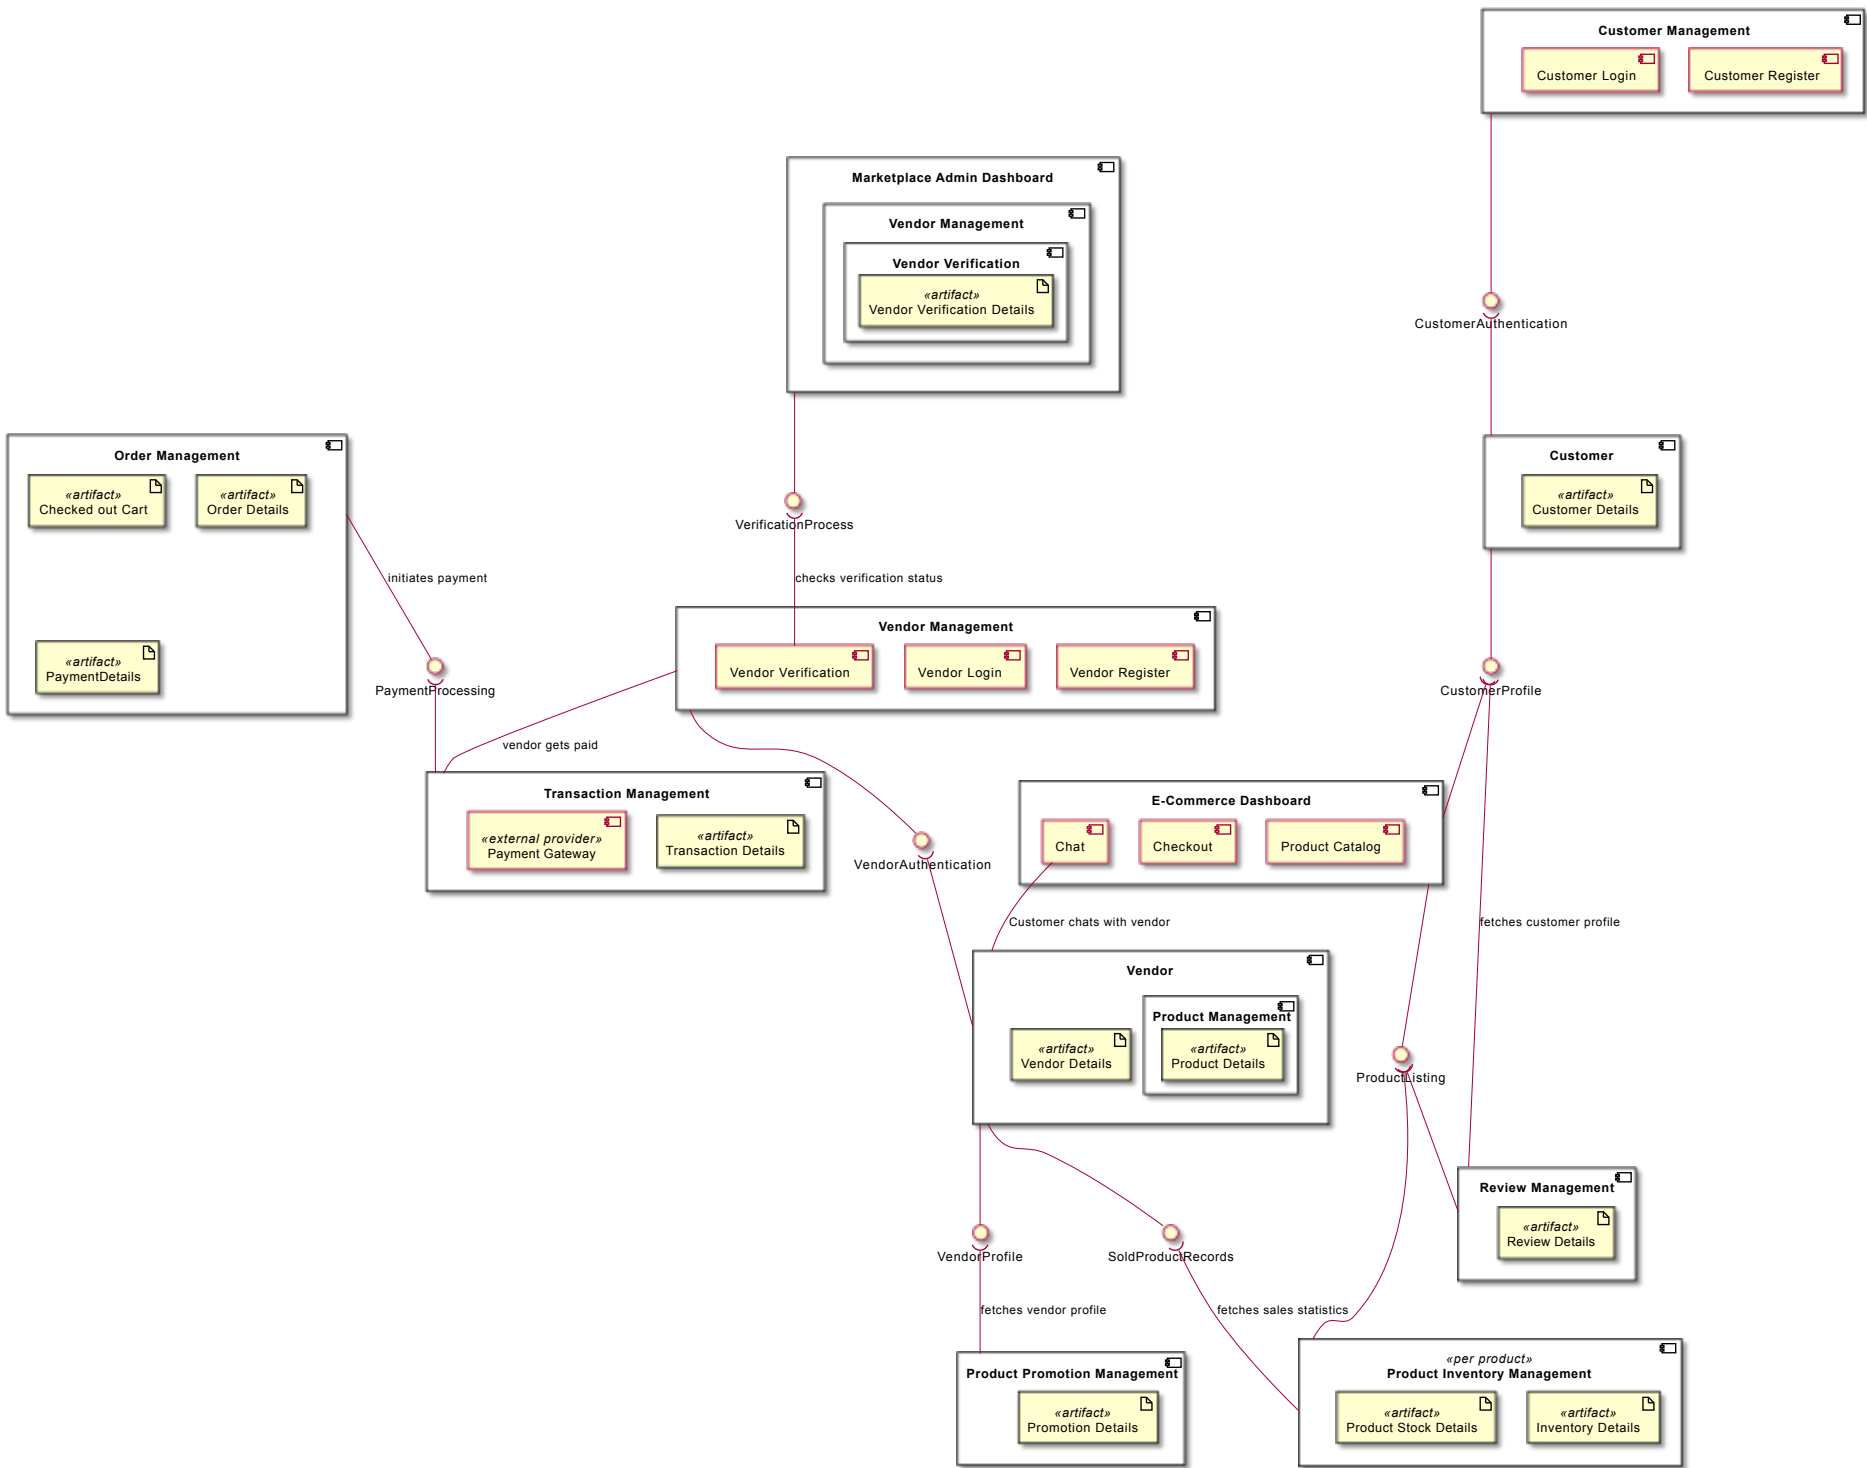 Customer Management
Customer Login
Customer Register
Marketplace Admin Dashboard
Vendor Management
Vendor Verification
«artifact»
Vendor Verification Details
CustomerAuthentication
Order Management
«artifact»
Checked out Cart
«artifact»
Order Details
«artifact»
PaymentDetails
Customer
«artifact»
Customer Details
VerificationProcess
initiates payment
checks verification status
Vendor Management
Vendor Verification
Vendor Login
Vendor Register
PaymentProcessing
CustomerProfile
vendor gets paid
Transaction Management
«external provider»
Payment Gateway
«artifact»
Transaction Details
VendorAuthentication
E-Commerce Dashboard
Chat
Checkout
Product Catalog
Customer chats with vendor
fetches customer profile
Vendor
«artifact»
Vendor Details
Product Management
«artifact»
Product Details
ProductListing
Review Management
«artifact»
Review Details
VendorProfile
SoldProductRecords
fetches vendor profile
fetches sales statistics
Product Promotion Management
«artifact»
Promotion Details
«per product»
Product Inventory Management
«artifact»
Product Stock Details
«artifact»
Inventory Details